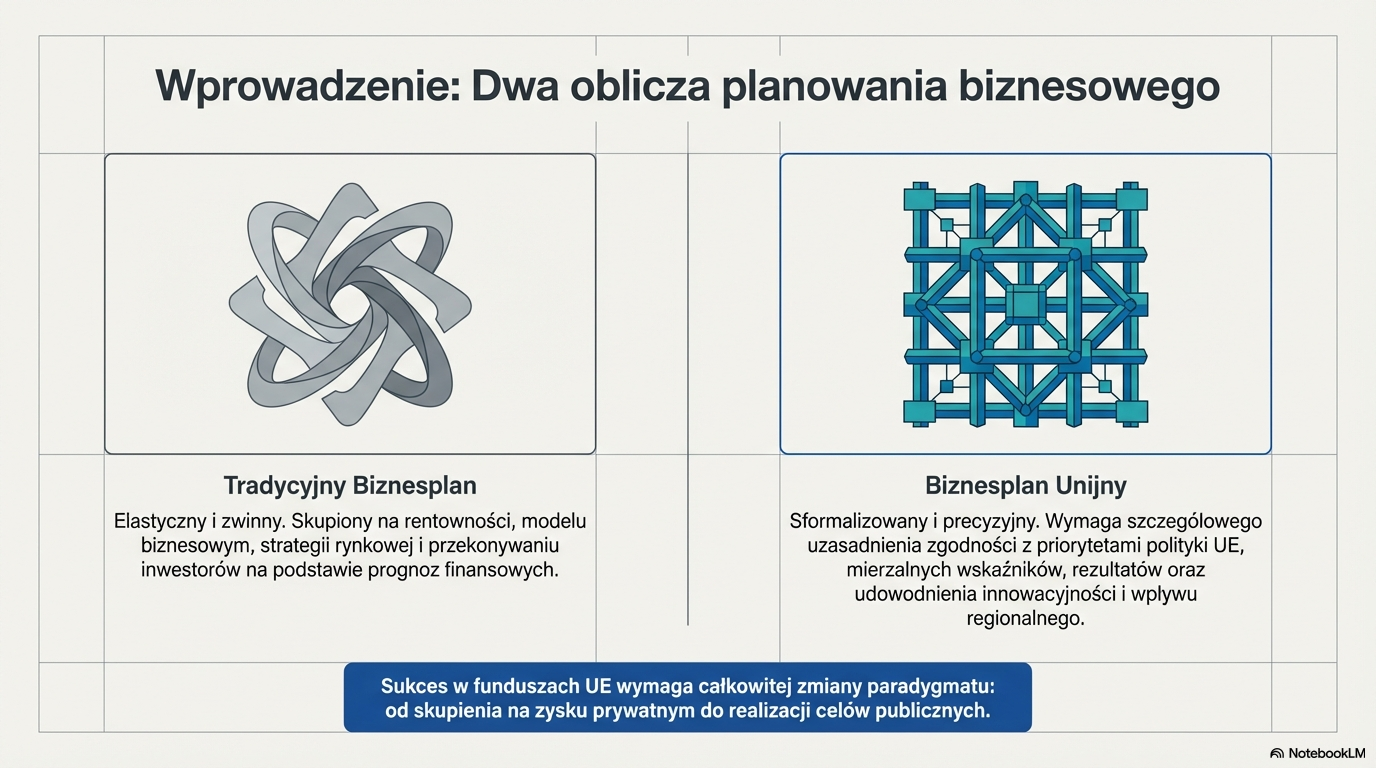 Wprowadzenie: Dwa oblicza planowania biznesowego
Tradycyjny Biznesplan
Elastyczny i zwinny. Skupiony na rentowności, modelu
biznesowym, strategii rynkowej i przekonywaniu
inwestorów na podstawie prognoz finansowych.
Biznesplan Unijny
Sformalizowany i precyzyjny. Wymaga szczególowego
uzasadnienia zgodności z priorytetami polityki UE,
mierzalnych wskaźników, rezultatów oraz
udowodnienia innowacyjności i wpływu
regionalnego.
Sukces w funduszach UE wymaga całkowitej zmiany paradygmatu:
od skupienia na zysku prywatnym do realizacji celów publicznych.
NotebookLM